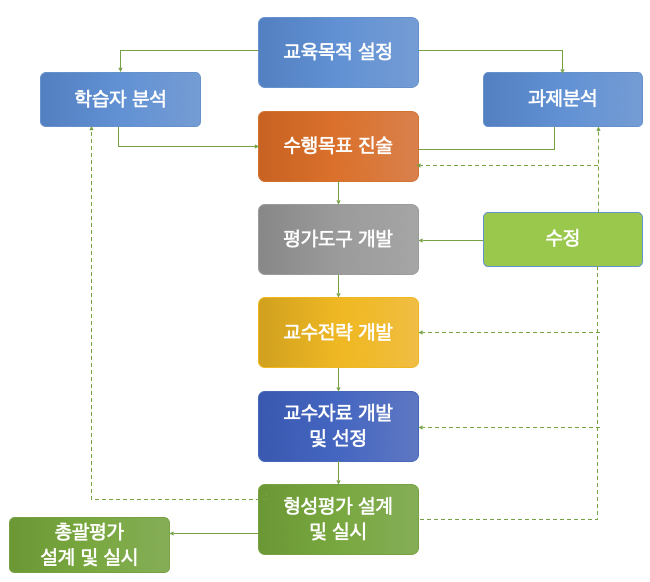 교육목적 설정
학습자 분석
과제분석
수행목표 진술
평가도구 개발
수정
교수전략 개발
교수자료 개발
및 선정
형성평가 설계
및 실시
총괄평가
설계 및 실시